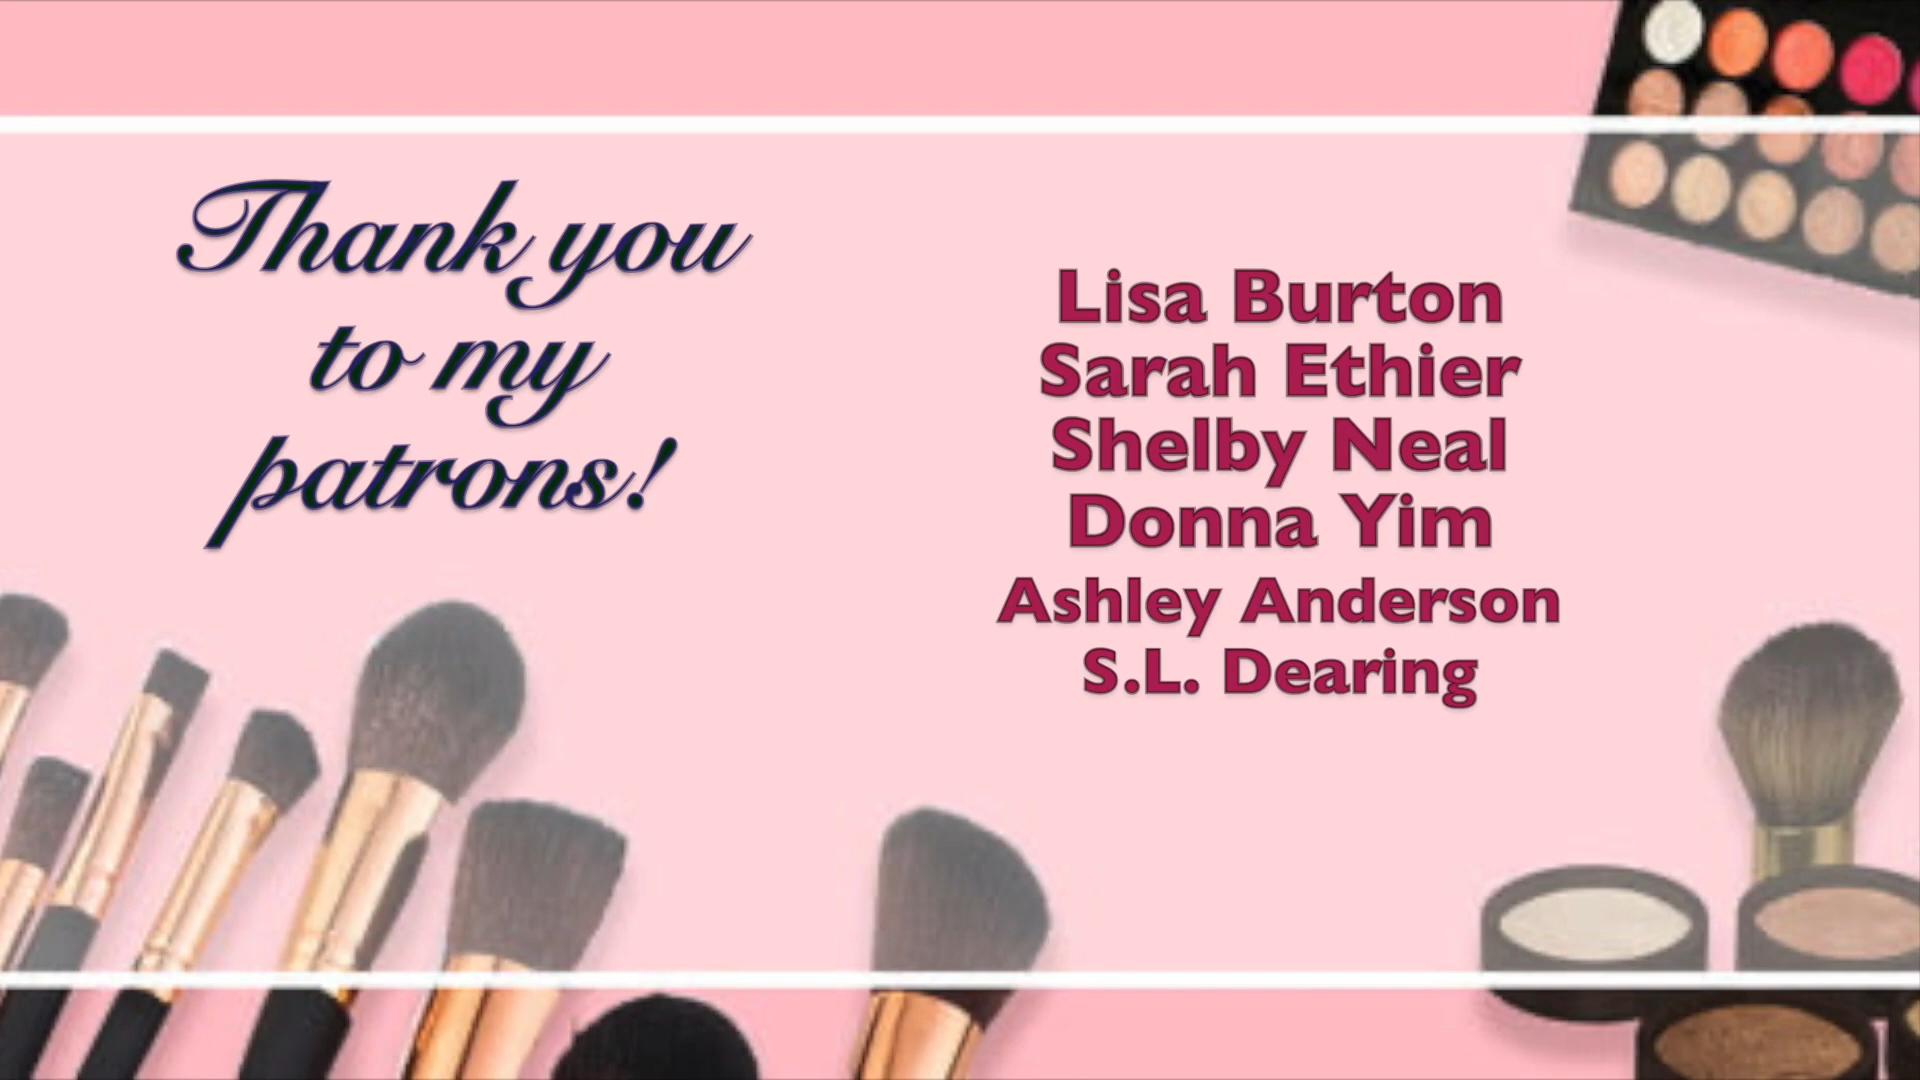 Thank you
to my
patrons!
Lisa Burton
Sarah Ethier
Shelby Neal
Donna Yim
Ashley Anderson
S.L. Dearing